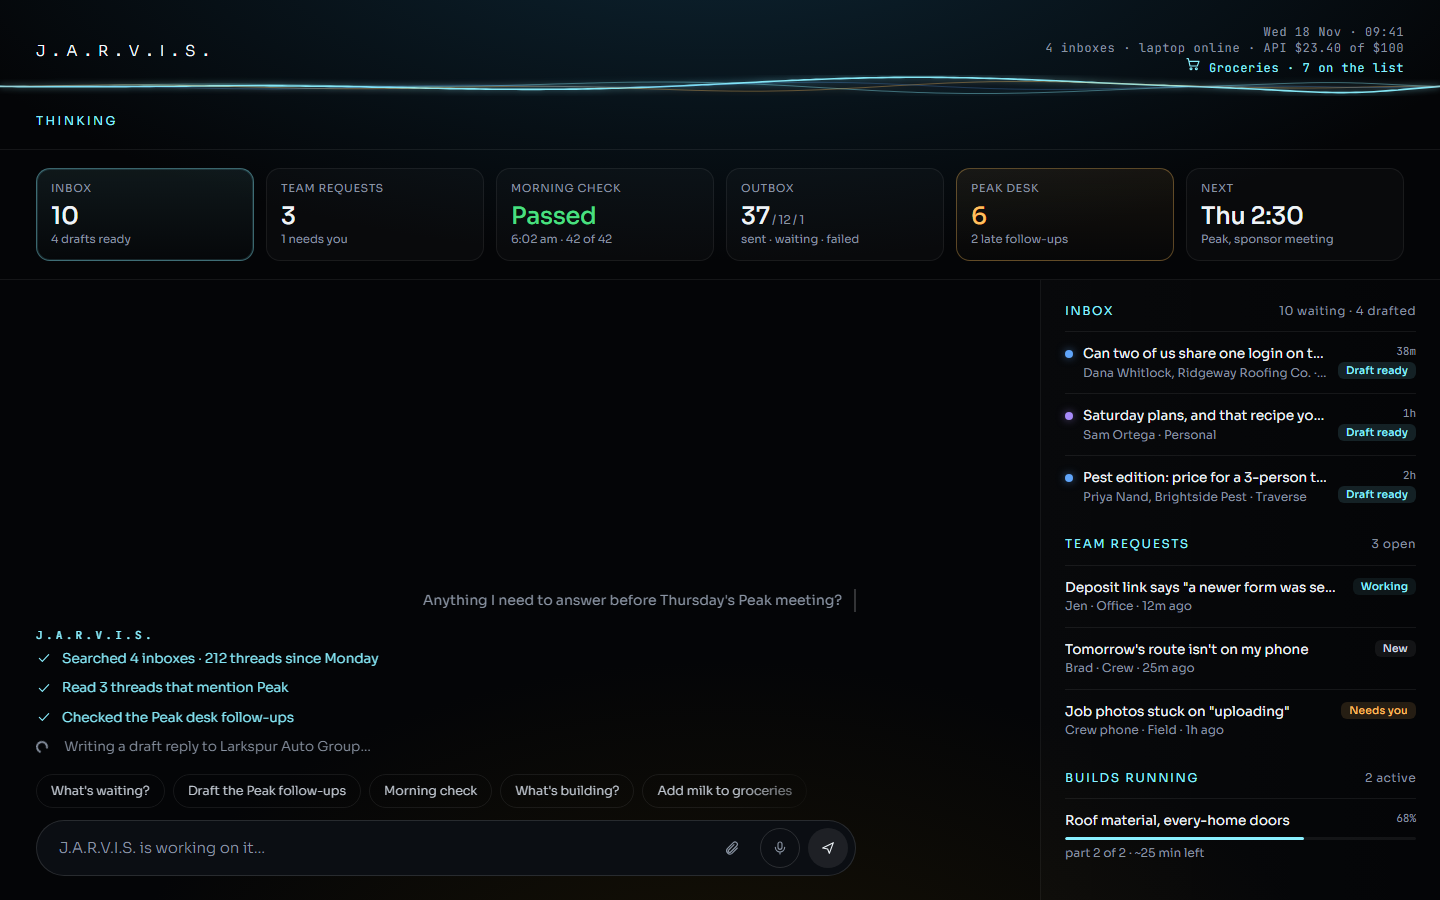 J.A.R.V.I.S.
Wed 18 Nov · 09:41
4 inboxes · laptop online · API $23.40 of $100
Groceries · 7 on the list
THINKING
INBOX
10
4 drafts ready
TEAM REQUESTS
3
1 needs you
MORNING CHECK
Passed
6:02 am · 42 of 42
OUTBOX
37 / 12 / 1
sent · waiting · failed
PEAK DESK
6
2 late follow-ups
NEXT
Thu 2:30
Peak, sponsor meeting
Anything I need to answer before Thursday's Peak meeting?
J.A.R.V.I.S.
Searched 4 inboxes · 212 threads since Monday
Read 3 threads that mention Peak
Checked the Peak desk follow-ups
Writing a draft reply to Larkspur Auto Group...
What's waiting?
Draft the Peak follow-ups
Morning check
What's building?
Add milk to groceries
J.A.R.V.I.S. is working on it...
INBOX
10 waiting · 4 drafted
Can two of us share one login on t...
38m
Dana Whitlock, Ridgeway Roofing Co. ·...
Draft ready
Saturday plans, and that recipe yo...
1h
Sam Ortega · Personal
Draft ready
Pest edition: price for a 3-person t...
2h
Priya Nand, Brightside Pest · Traverse
Draft ready
TEAM REQUESTS
3 open
Deposit link says "a newer form was se...
Working
Jen · Office · 12m ago
Tomorrow's route isn't on my phone
New
Brad · Crew · 25m ago
Job photos stuck on "uploading"
Needs you
Crew phone · Field · 1h ago
BUILDS RUNNING
2 active
Roof material, every-home doors
68%
part 2 of 2 · ~25 min left